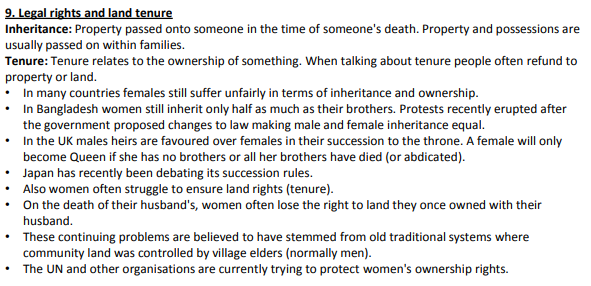 9. Legal rights and land tenure
Inheritance: Property passed onto someone in the time of someone's death. Property and possessions are
usually passed on within families.
Tenure: Tenure relates to the ownership of something. When talking about tenure people often refund to
property or land.
• In many countries females still suffer unfairly in terms of inheritance and ownership.
• In Bangladesh women still inherit only half as much as their brothers. Protests recently erupted after
the government proposed changes to law making male and female inheritance equal.
• In the UK males heirs are favoured over females in their succession to the throne. A female will only
become Queen if she has no brothers or all her brothers have died (or abdicated).
• Japan has recently been debating its succession rules.
• Also women often struggle to ensure land rights (tenure).
• On the death of their husband's, women often lose the right to land they once owned with their
husband.
• These continuing problems are believed to have stemmed from old traditional systems where
community land was controlled by village elders (normally men).
• The UN and other organisations are currently trying to protect women's ownership rights.